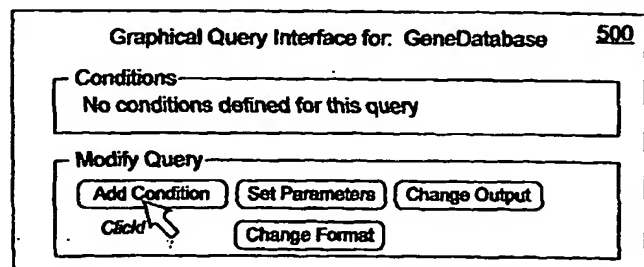 Graphical Query Interface for: GeneDatabase 500
Conditions
No conditions defined for this query
Modify Query
Add Condition Set Parameters Change Output
Click! Change Format